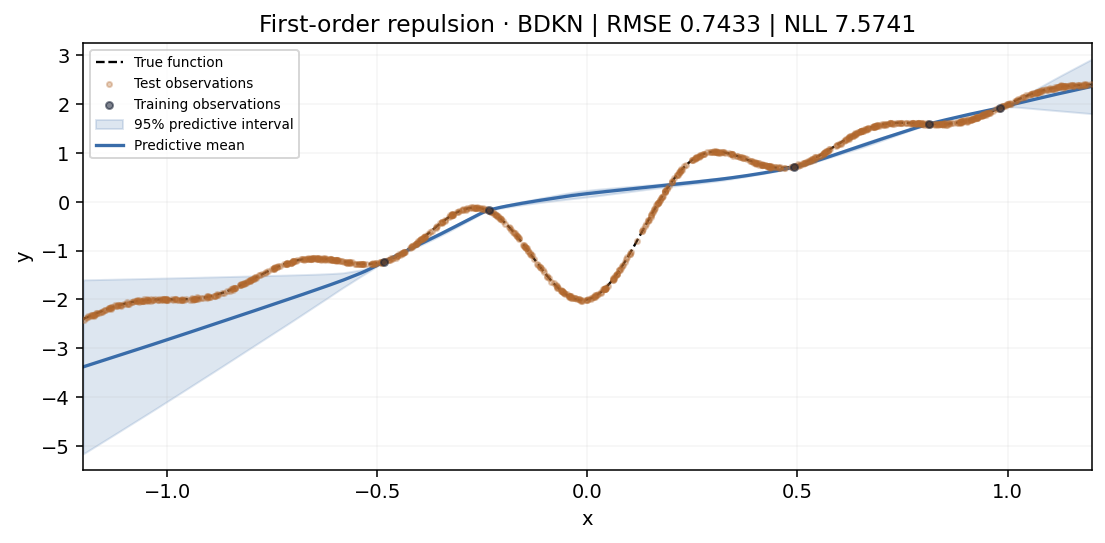 First-order repulsion · BDKN | RMSE 0.7433 | NLL 7.5741
True function
Test observations
Training observations
95% predictive interval
Predictive mean
3
2
1
0
−1
−2
−3
−4
−5
y
−1.0
−0.5
0.0
0.5
1.0
x